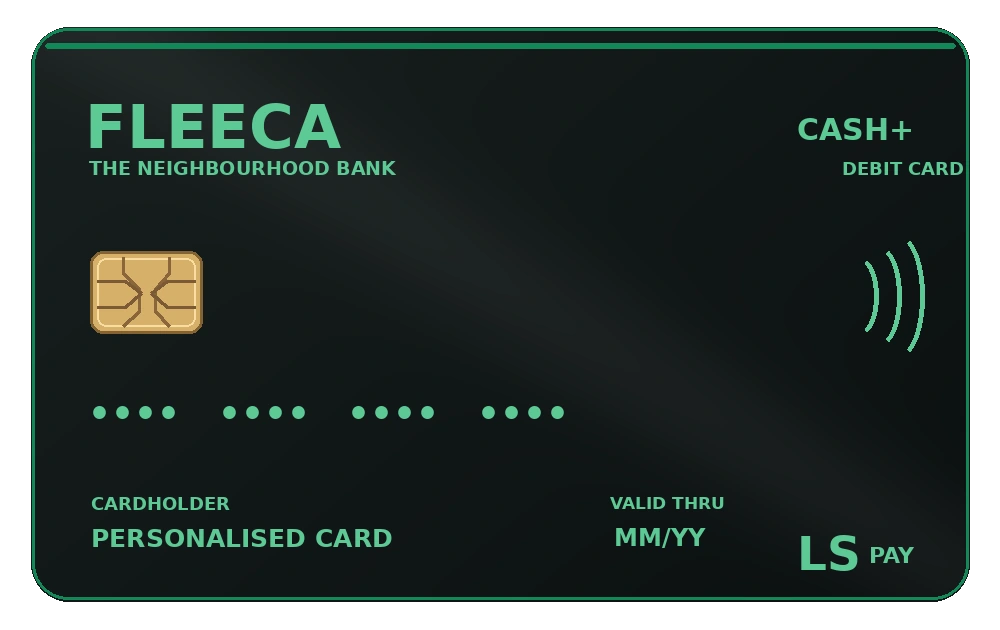 FLEECA
CASH+
THE NEIGHBOURHOOD BANK
DEBIT CARD
•••• •••• •••• ••••
CARDHOLDER
VALID THRU
PERSONALISED CARD
MM/YY
LS PAY